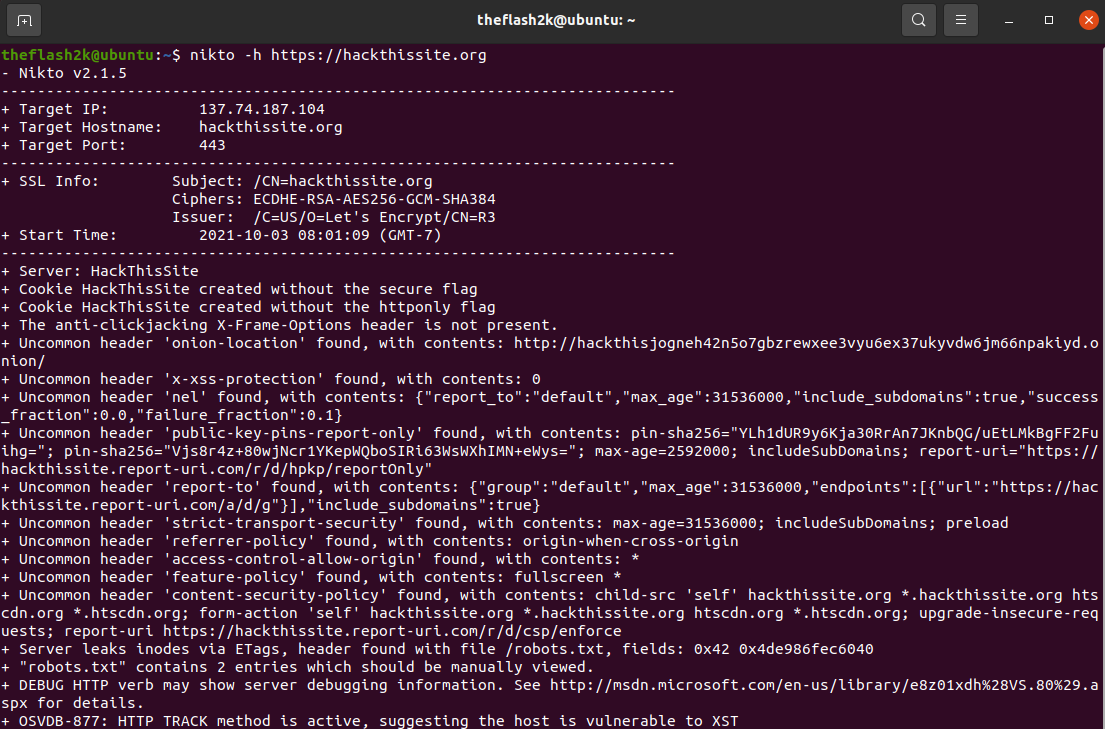 theflash2k@ubuntu: ~
theflash2k@ubuntu:~$ nikto -h https://hackthissite.org
- Nikto v2.1.5
---------------------------------------------------------------------------
+ Target IP:          137.74.187.104
+ Target Hostname:    hackthissite.org
+ Target Port:        443
---------------------------------------------------------------------------
+ SSL Info:        Subject: /CN=hackthissite.org
                   Ciphers: ECDHE-RSA-AES256-GCM-SHA384
                   Issuer:  /C=US/O=Let's Encrypt/CN=R3
+ Start Time:         2021-10-03 08:01:09 (GMT-7)
---------------------------------------------------------------------------
+ Server: HackThisSite
+ Cookie HackThisSite created without the secure flag
+ Cookie HackThisSite created without the httponly flag
+ The anti-clickjacking X-Frame-Options header is not present.
+ Uncommon header 'onion-location' found, with contents: http://hackthisjogneh42n5o7gbzrewxee3vyu6ex37ukyvdw6jm66npakiyd.o
nion/
+ Uncommon header 'x-xss-protection' found, with contents: 0
+ Uncommon header 'nel' found, with contents: {"report_to":"default","max_age":31536000,"include_subdomains":true,"success
_fraction":0.0,"failure_fraction":0.1}
+ Uncommon header 'public-key-pins-report-only' found, with contents: pin-sha256="YLh1dUR9y6Kja30RrAn7JKnbQG/uEtLMkBgFF2Fu
ihg="; pin-sha256="Vjs8r4z+80wjNcr1YKepWQboSIRi63WsWXhIMN+eWys="; max-age=2592000; includeSubDomains; report-uri="https://
hackthissite.report-uri.com/r/d/hpkp/reportOnly"
+ Uncommon header 'report-to' found, with contents: {"group":"default","max_age":31536000,"endpoints":[{"url":"https://hac
kthissite.report-uri.com/a/d/g"}],"include_subdomains":true}
+ Uncommon header 'strict-transport-security' found, with contents: max-age=31536000; includeSubDomains; preload
+ Uncommon header 'referrer-policy' found, with contents: origin-when-cross-origin
+ Uncommon header 'access-control-allow-origin' found, with contents: *
+ Uncommon header 'feature-policy' found, with contents: fullscreen *
+ Uncommon header 'content-security-policy' found, with contents: child-src 'self' hackthissite.org *.hackthissite.org hts
cdn.org *.htscdn.org; form-action 'self' hackthissite.org *.hackthissite.org htscdn.org *.htscdn.org; upgrade-insecure-req
uests; report-uri https://hackthissite.report-uri.com/r/d/csp/enforce
+ Server leaks inodes via ETags, header found with file /robots.txt, fields: 0x42 0x4de986fec6040
+ "robots.txt" contains 2 entries which should be manually viewed.
+ DEBUG HTTP verb may show server debugging information. See http://msdn.microsoft.com/en-us/library/e8z01xdh%28VS.80%29.a
spx for details.
+ OSVDB-877: HTTP TRACK method is active, suggesting the host is vulnerable to XST